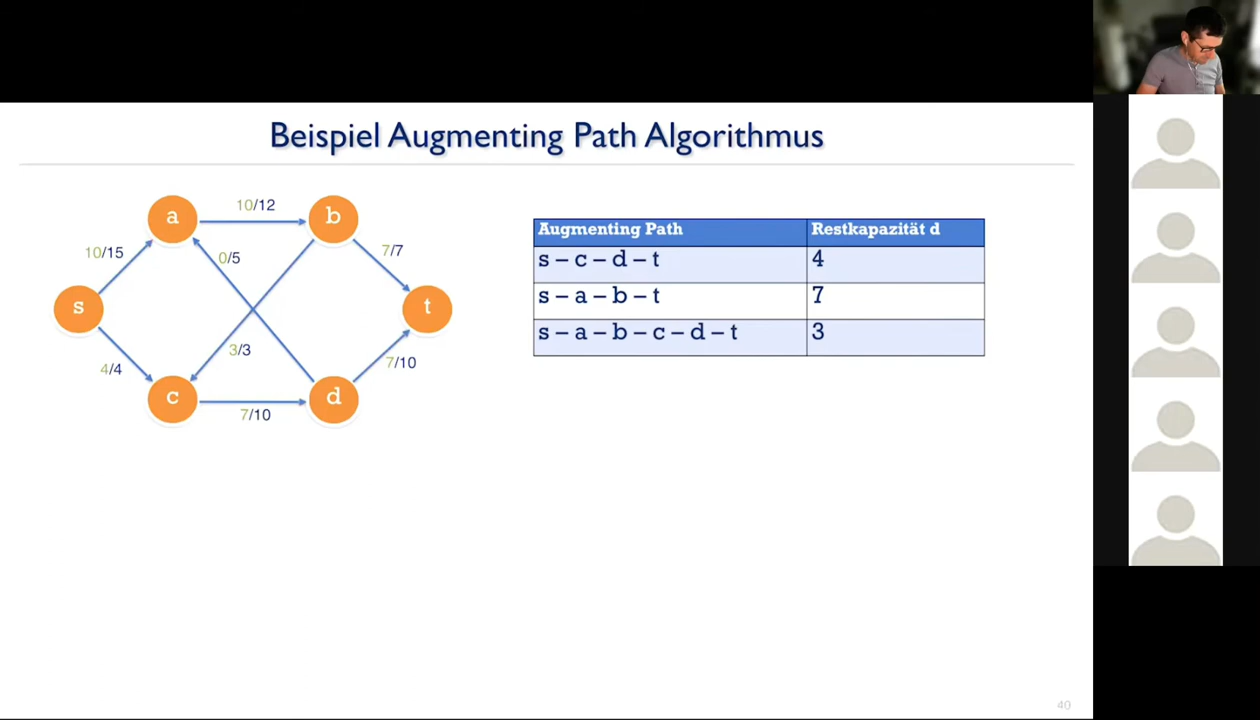 Beispiel Augmenting Path Algorithmus
a
10/12
b
10/15
0/5
7/7
s
t
4/4
3/3
7/10
c
7/10
d
Augmenting Path
Restkapazität d
s – c – d – t
4
s – a – b – t
7
s – a – b – c – d – t
3
40